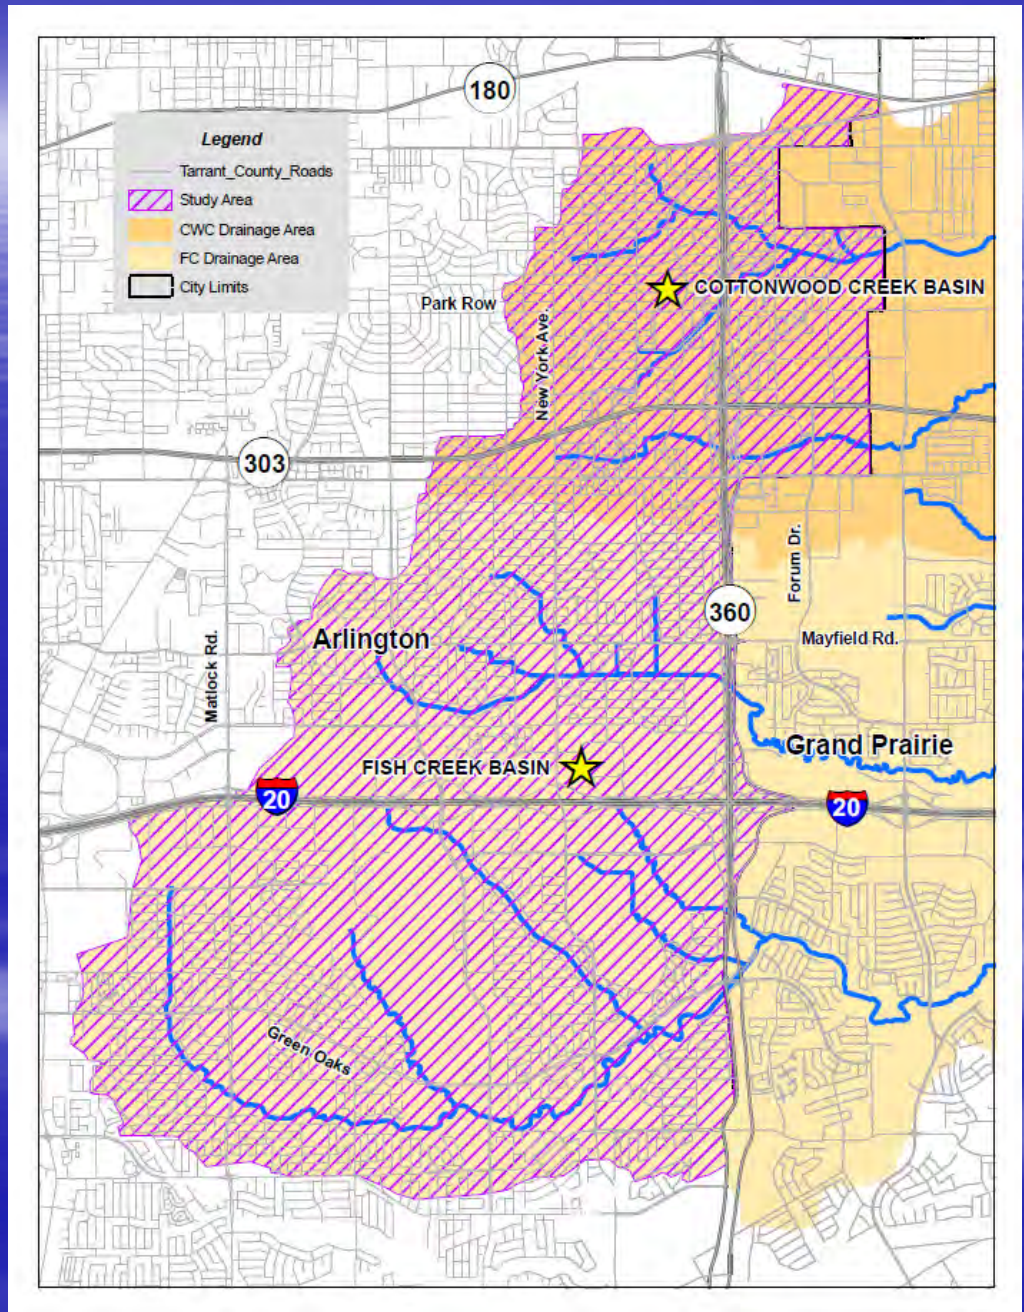 180
Legend
Tarrant_County_Roads
Study Area
CWC Drainage Area
FC Drainage Area
City Limits
COTTONWOOD CREEK BASIN
Park Row
New York Ave.
303
Forum Dr.
360
Arlington
Mayfield Rd.
Matlock Rd.
Grand Prairie
FISH CREEK BASIN
20
20
Green Oaks